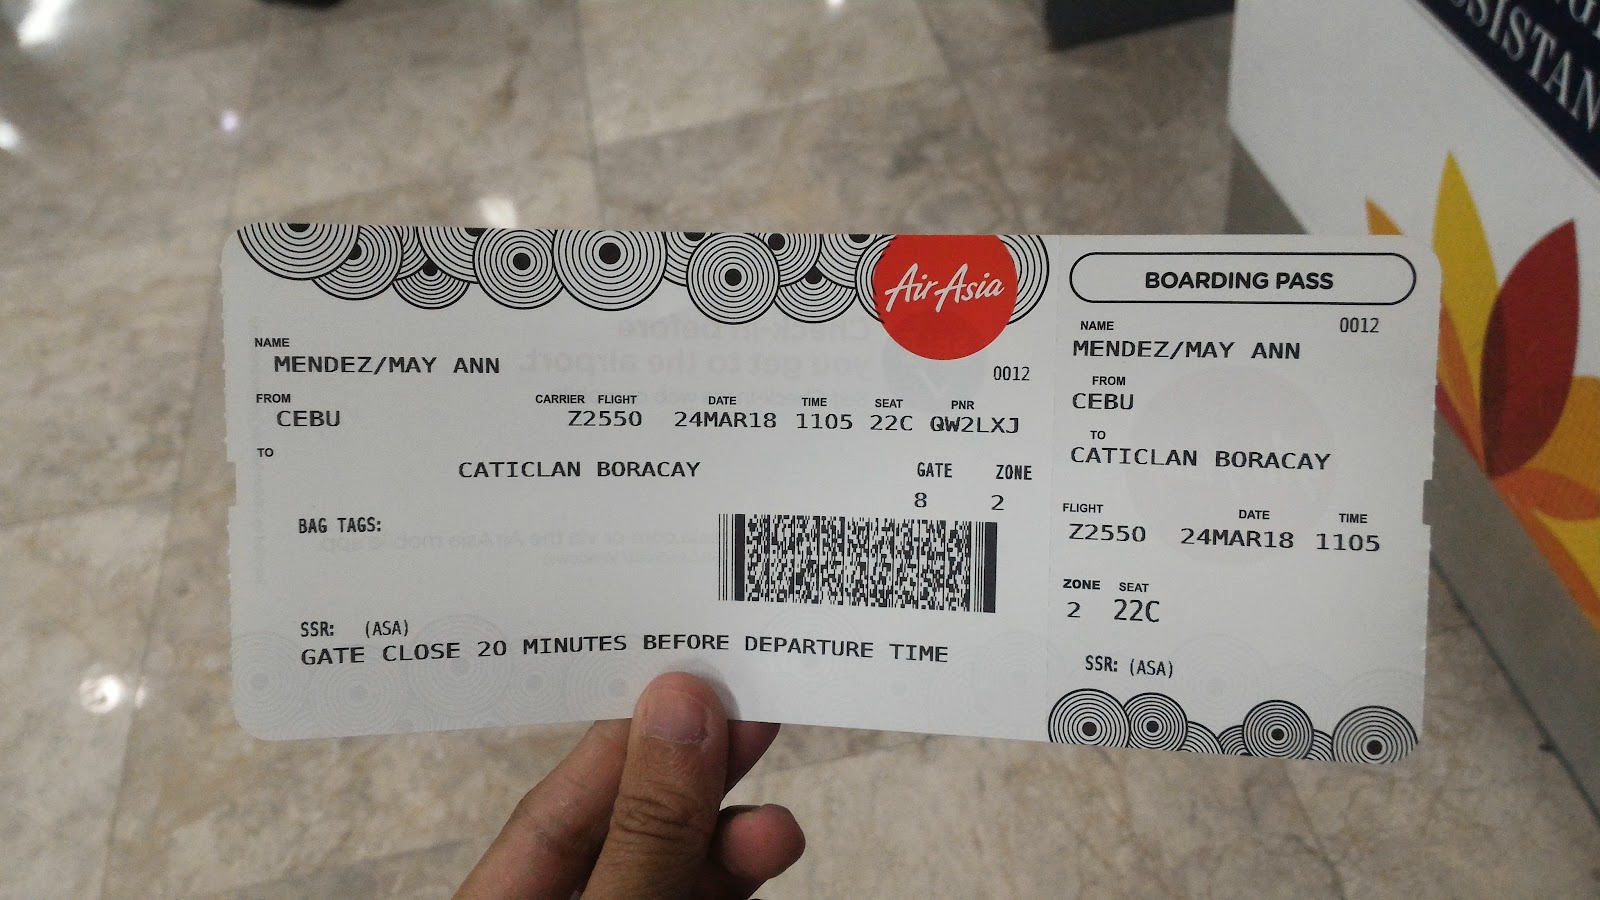 AirAsia
NAME
MENDEZ/MAY ANN
0012
FROM
CEBU
CARRIER FLIGHT DATE TIME SEAT PNR
Z2550 24MAR18 1105 22C QW2LXJ
TO
CATICLAN BORACAY
GATE ZONE
8 2
BAG TAGS:
SSR: (ASA)
GATE CLOSE 20 MINUTES BEFORE DEPARTURE TIME
BOARDING PASS
NAME 0012
MENDEZ/MAY ANN
FROM
CEBU
TO
CATICLAN BORACAY
FLIGHT DATE TIME
Z2550 24MAR18 1105
ZONE SEAT
2 22C
SSR: (ASA)